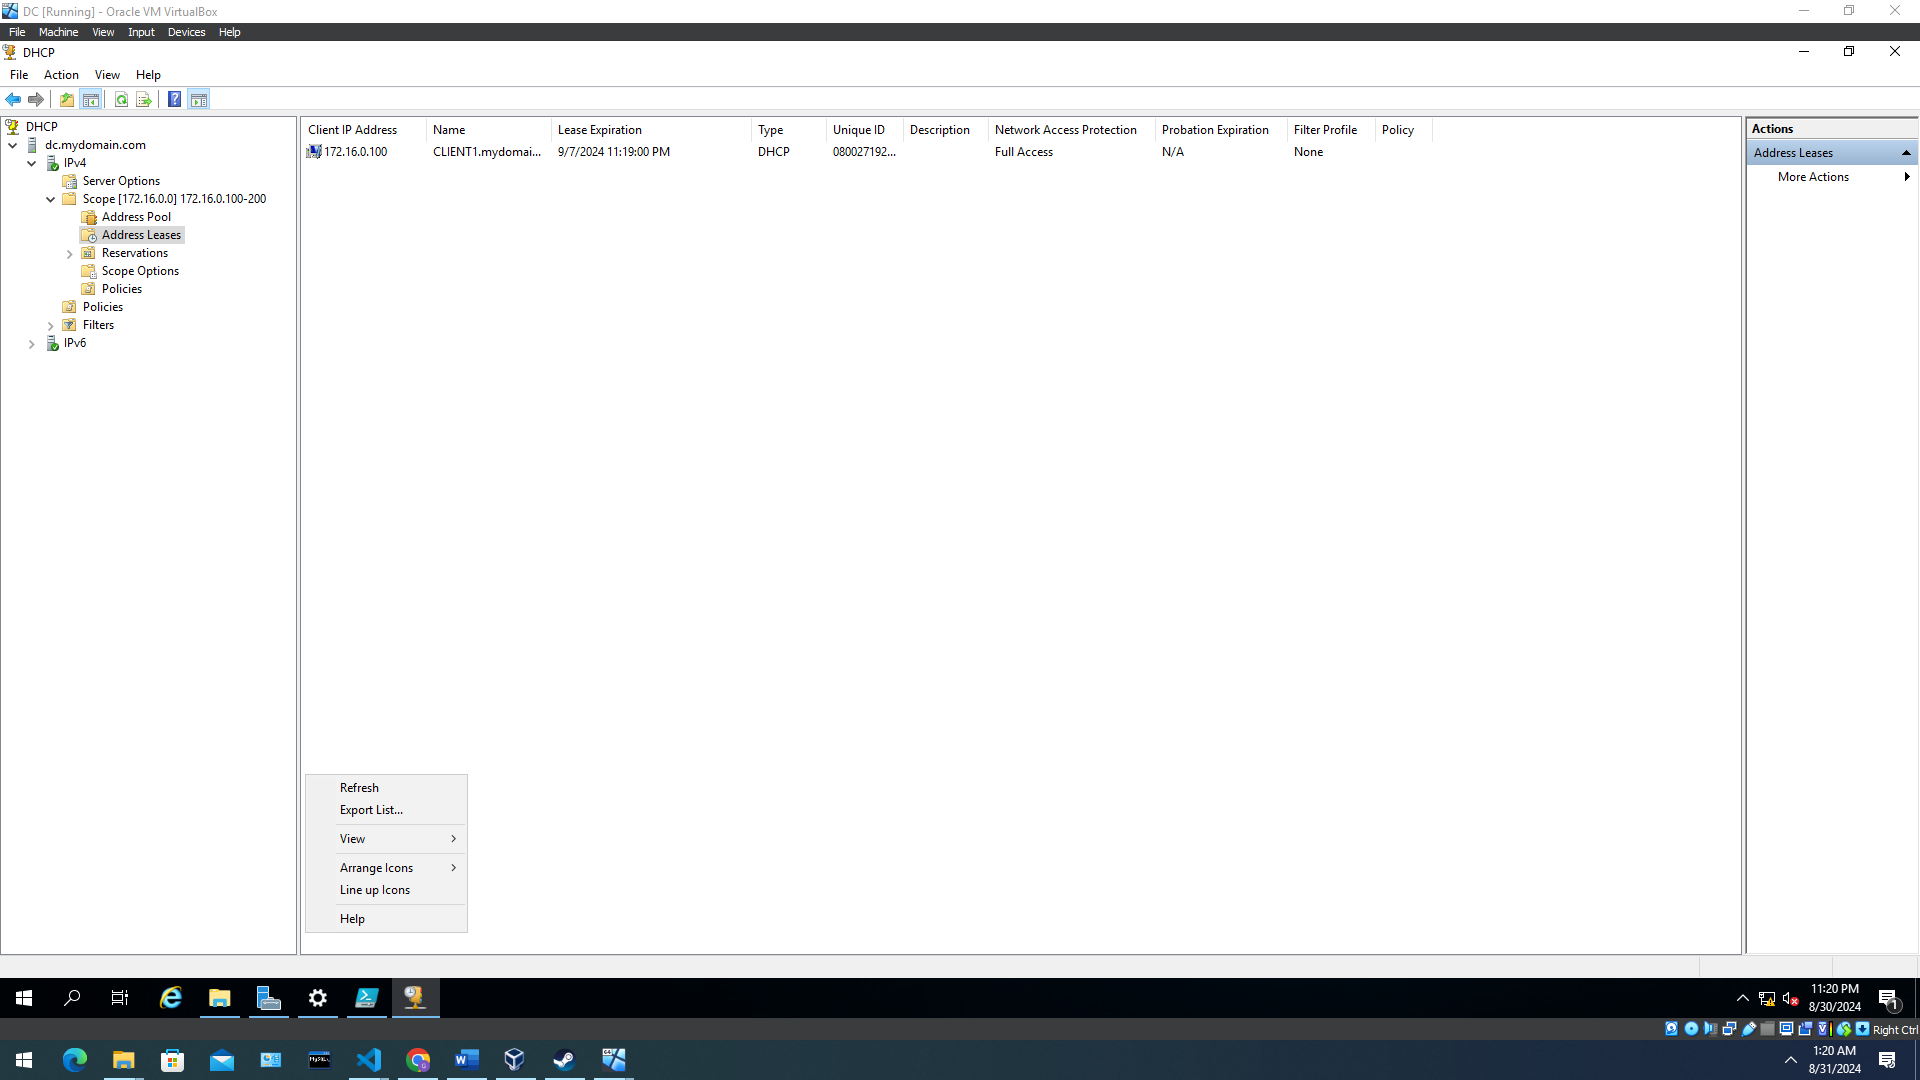 DC [Running] - Oracle VM VirtualBox
File Machine View Input Devices Help
DHCP
File Action View Help
DHCP
dc.mydomain.com
IPv4
Server Options
Scope [172.16.0.0] 172.16.0.100-200
Address Pool
Address Leases
Reservations
Scope Options
Policies
Policies
Filters
IPv6
Client IP Address Name Lease Expiration Type Unique ID Description Network Access Protection Probation Expiration Filter Profile Policy
172.16.0.100 CLIENT1.mydomai... 9/7/2024 11:19:00 PM DHCP 080027192... Full Access N/A None
Actions
Address Leases
More Actions
Refresh
Export List...
View
Arrange Icons
Line up Icons
Help
11:20 PM
8/30/2024
1
Right Ctrl
1:20 AM
8/31/2024